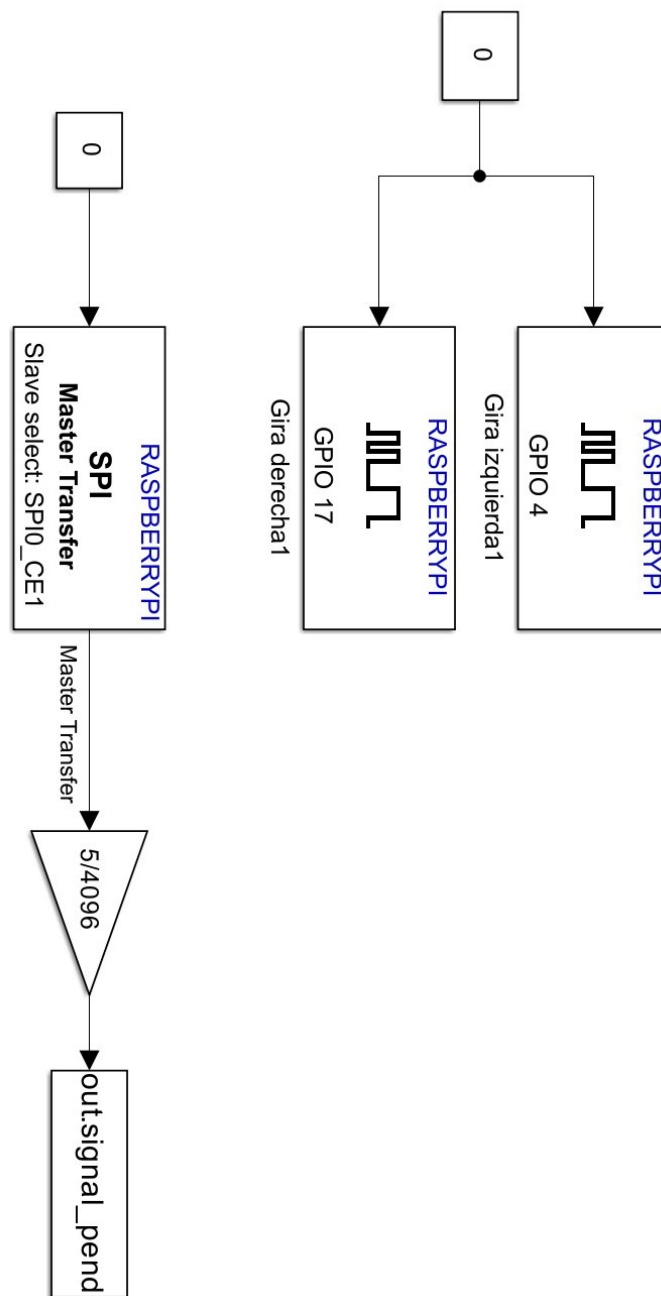 RASPBERRYPI
GPIO 4
Gira izquierda1
0
RASPBERRYPI
GPIO 17
Gira derecha1
0
RASPBERRYPI
SPI
Master Transfer
Slave select: SPI0_CE1
Master Transfer
5/4096
out.signal_pend